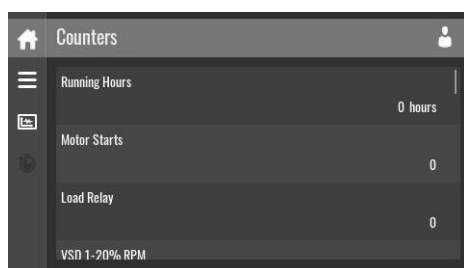 Counters
Running Hours
0 hours
Motor Starts
0
Load Relay
0
VSD 1-20% RPM